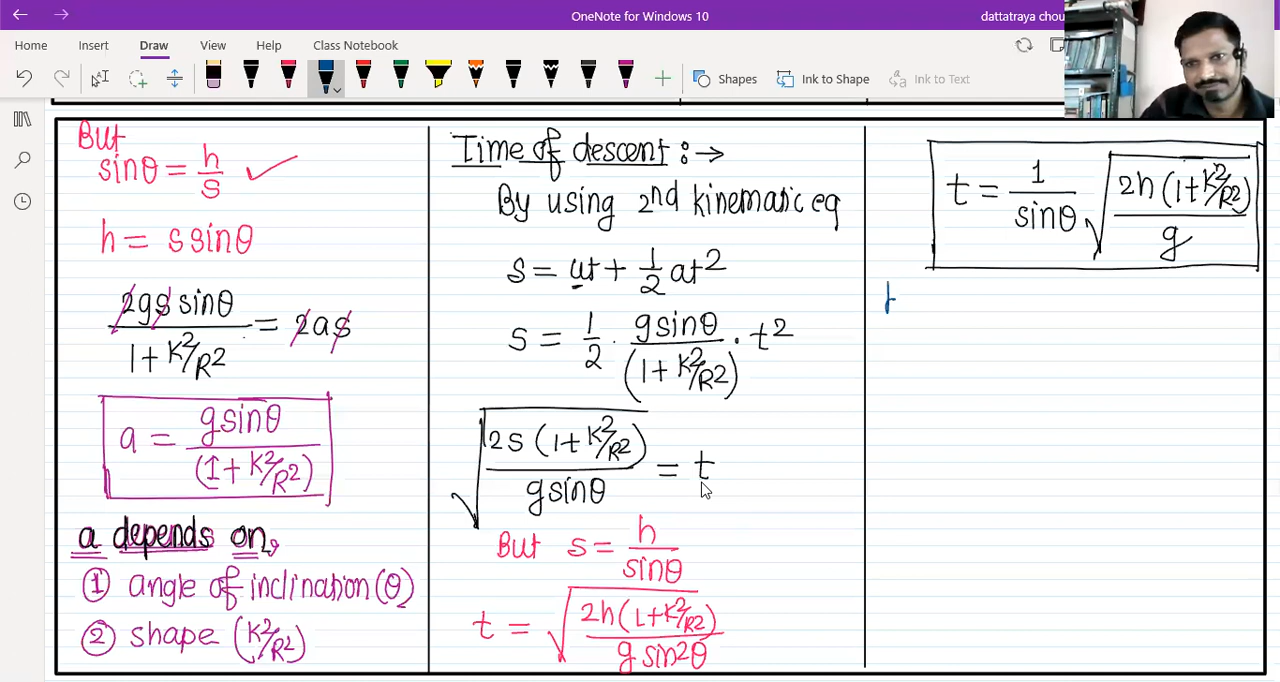 OneNote for Windows 10
dattatraya chou
Home Insert Draw View Help Class Notebook
Shapes Ink to Shape Ink to Text
But
sinθ = h/s ✓
h = s sinθ
2gs sinθ / 1 + K²/R² = 2as
a = gsinθ / (1 + K²/R²)
a depends on,
① angle of inclination (θ)
② shape (K²/R²)
Time of descent :→
By using 2nd kinematic eq
s = ut + 1/2 at²
s = 1/2 · gsinθ / (1 + K²/R²) · t²
√(2s (1 + K²/R²) / gsinθ) = t
But s = h/sinθ
t = √(2h (1 + K²/R²) / g sin²θ)
t = 1/sinθ √(2h (1 + K²/R²) / g)